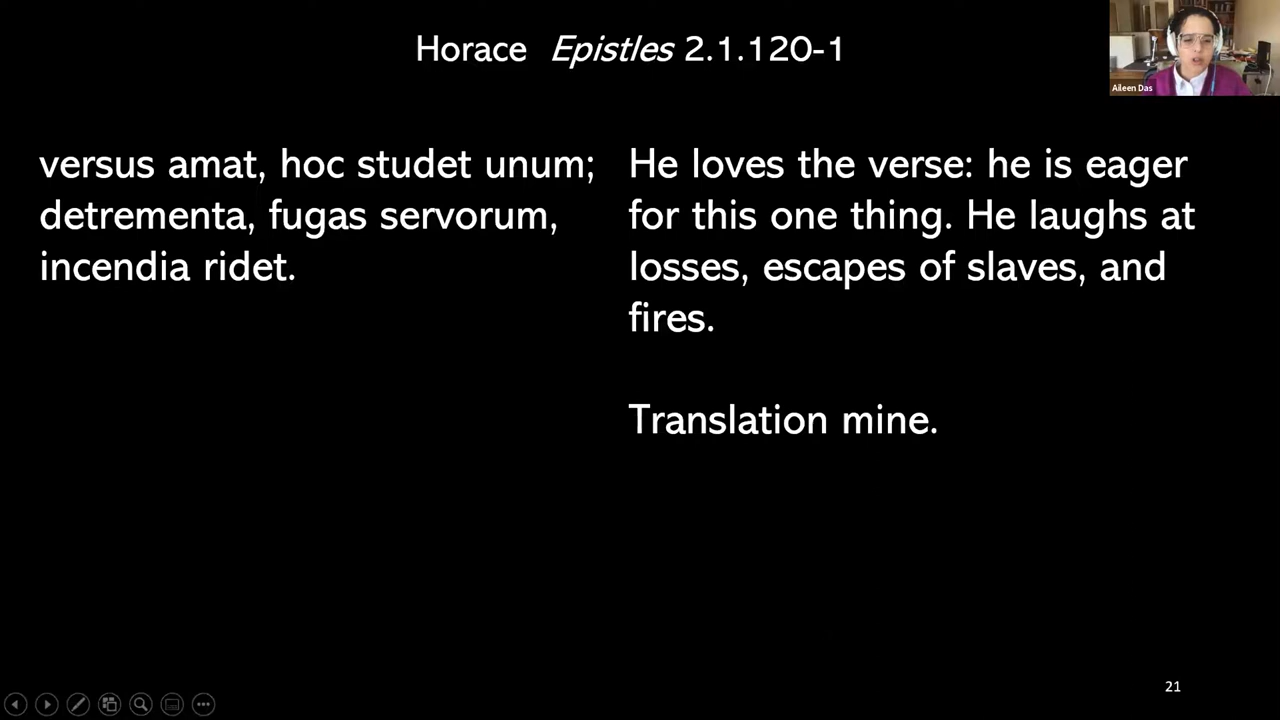 Horace Epistles 2.1.120-1
Aileen Das
versus amat, hoc studet unum;
detrementa, fugas servorum,
incendia ridet.
He loves the verse: he is eager
for this one thing. He laughs at
losses, escapes of slaves, and
fires.
Translation mine.
21